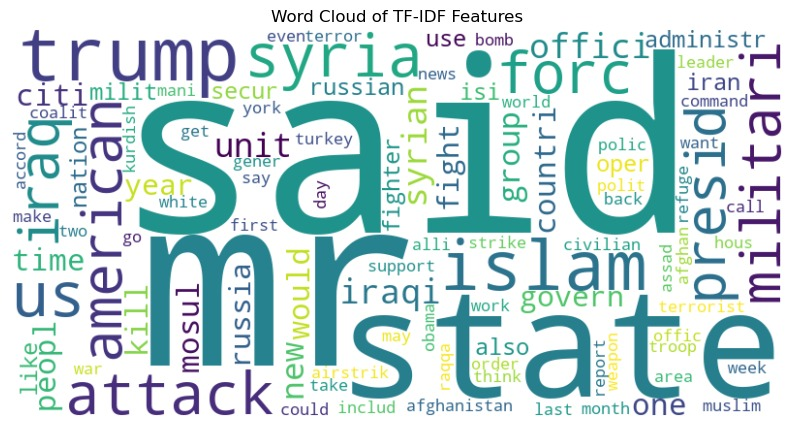 Word Cloud of TF-IDF Features
trump
syria
event
terror
use
bomb
offici
administr
citi
milit
mani
secur
russian
news
isi
forc
leader
iran
command
coalit
york
world
said
get
unit
turkey
syrian
fight
group
countri
polic
oper
polit
back
want
presid
militari
iraq
accord
nation
american
kurdish
year
gener
say
white
day
fighter
refuge
call
make
two
go
first
time
us
mr
alli
strike
civilian
assad
afghan
hous
support
islam
iraqi
govern
work
terrorist
kill
mosul
russia
would
new
state
obama
may
also
offic
troop
weapon
report
like
peopl
war
airstrik
take
raqqa
order
think
area
week
attack
could
includ
afghanistan
last
month
one
muslim